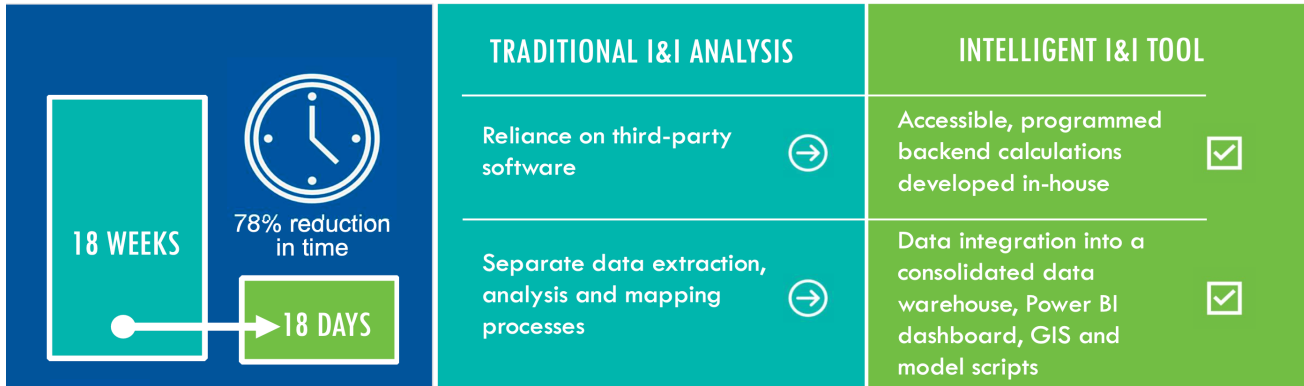 18 WEEKS
78% reduction
in time
18 DAYS
TRADITIONAL I&I ANALYSIS
Reliance on third-party
software
Separate data extraction,
analysis and mapping
processes
INTELLIGENT I&I TOOL
Accessible, programmed
backend calculations
developed in-house
Data integration into a
consolidated data
warehouse, Power BI
dashboard, GIS and
model scripts